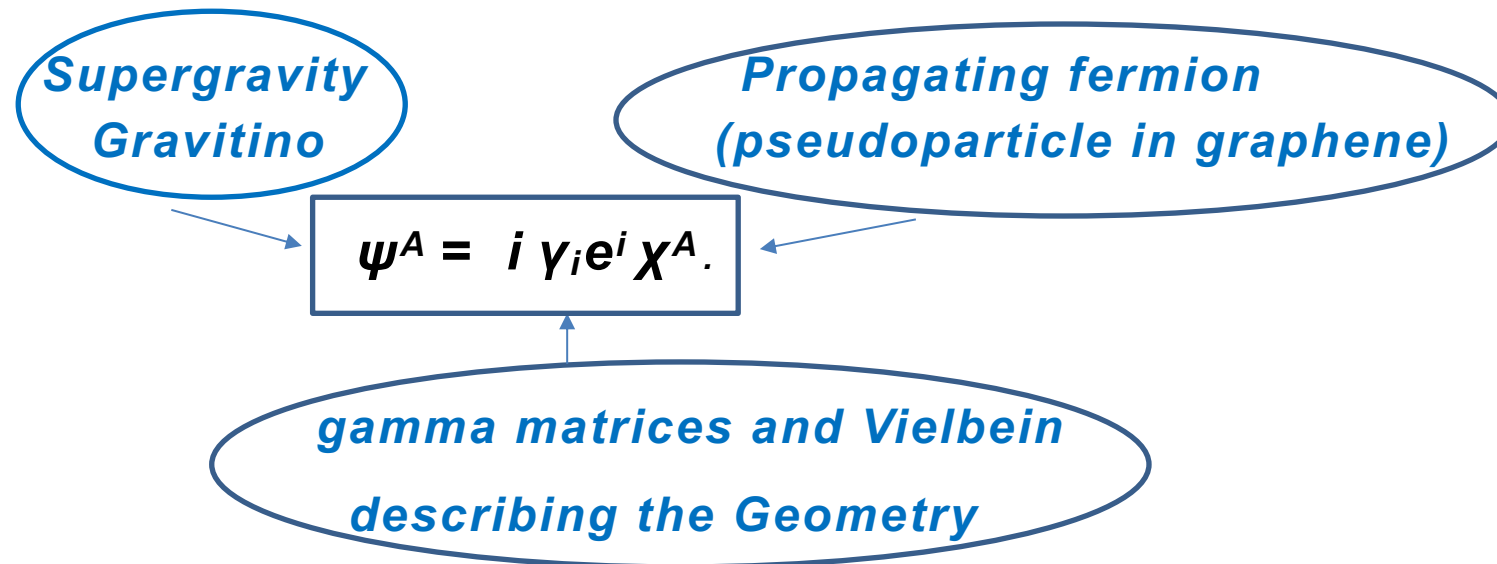 Supergravity
Gravitino
Propagating fermion
(pseudoparticle in graphene)
ψᴬ = i γᵢeⁱ χᴬ.
gamma matrices and Vielbein
describing the Geometry